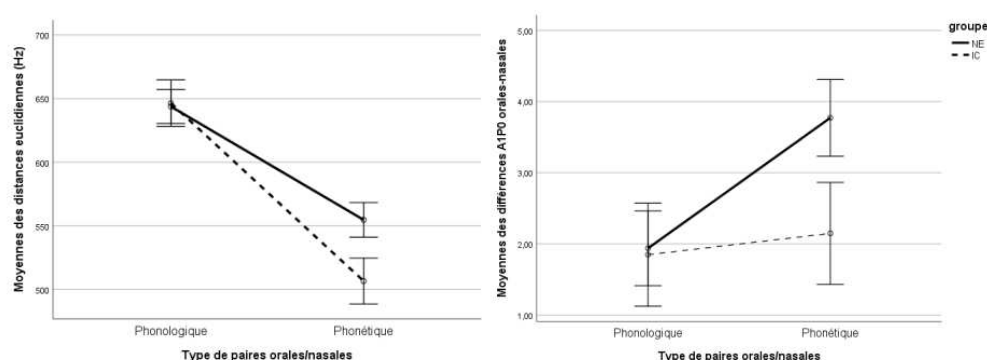 Moyennes des distances euclidiennes (Hz)
700
650
600
550
500
Phonologique
Phonétique
Type de paires orales/nasales
Moyennes des différences A1P0 orales-nasales
5,00
4,00
3,00
2,00
1,00
Phonologique
Phonétique
Type de paires orales/nasales
groupe
NE
IC